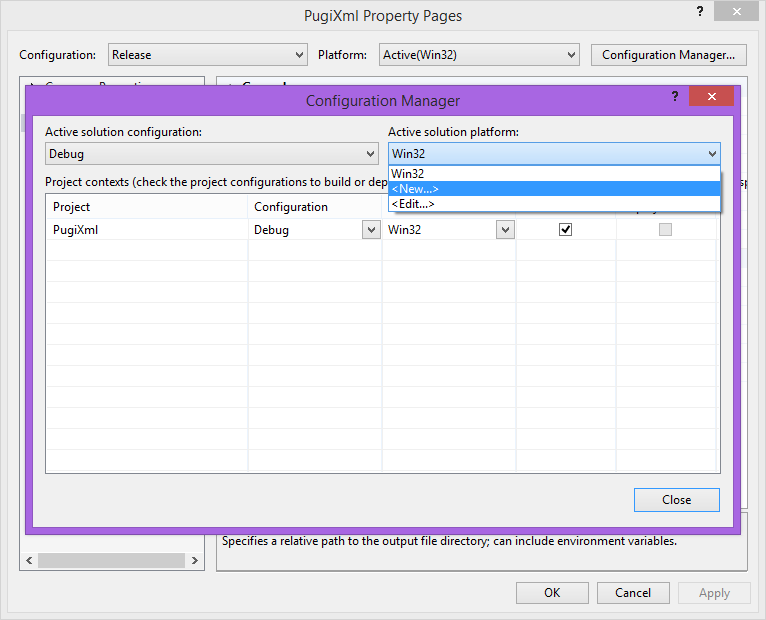 PugiXml Property Pages
?
Configuration: Release Platform: Active(Win32) Configuration Manager...
Configuration Manager
?
Active solution configuration: Active solution platform:
Debug Win32
Win32
Project contexts (check the project configurations to build or
<New...>
<Edit...>
Project Configuration
PugiXml Debug Win32
Close
Specifies a relative path to the output file directory; can include environment variables.
OK Cancel Apply